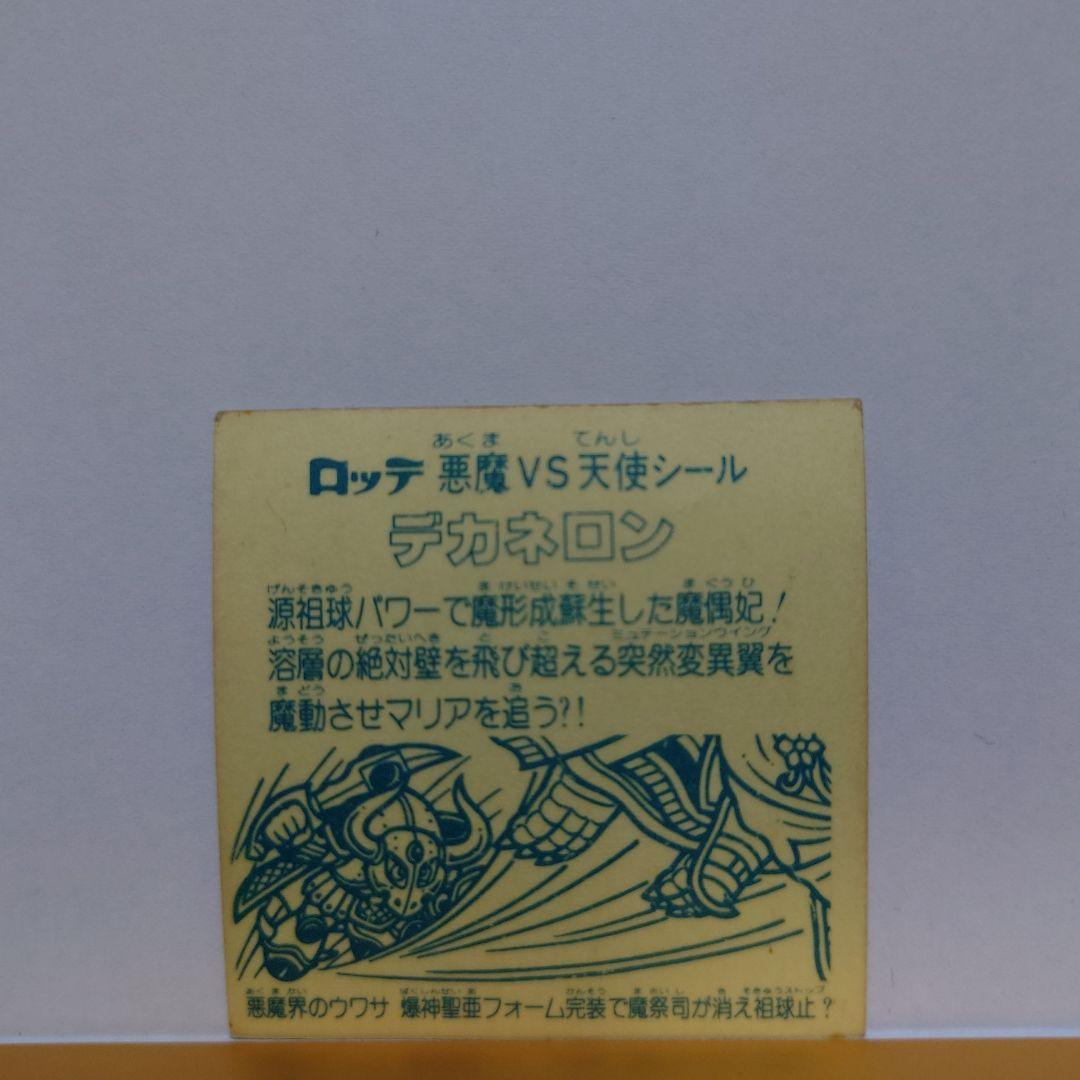 あくま てんし
ロッテ 悪魔VS天使シール
デカネロン
げんそきゅう ま けいせい そ せい ま ぐう ひ
源祖球パワーで魔形成蘇生した魔偶妃!
ようそう ぜったいへき と こ ミューテーションウイング
溶層の絶対壁を飛び超える突然変異翼を
ま どう お
魔動させマリアを追う?!
あく ま かい ばくしんせい あ かんそう ま さい し き そきゅうストップ
悪魔界のウワサ 爆神聖亜フォーム完装で魔祭司が消え祖球止?